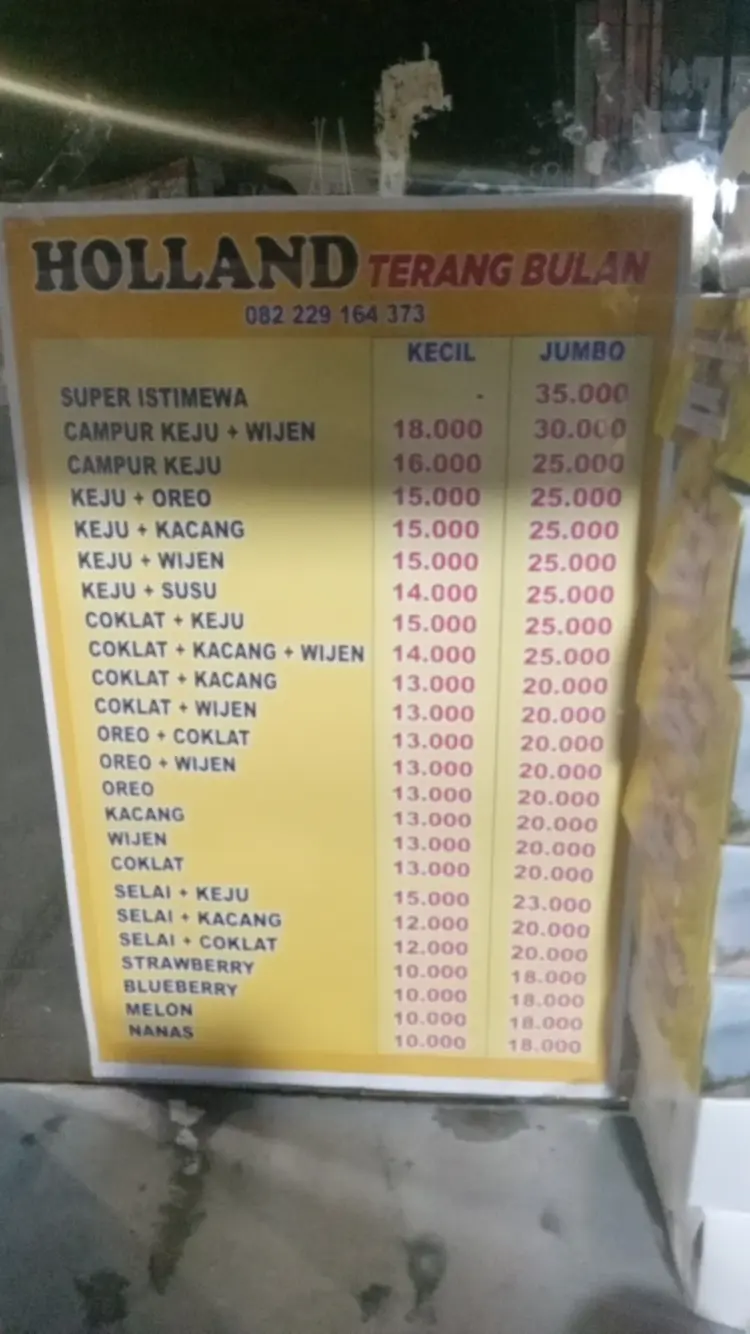 HOLLAND TERANG BULAN
082 229 164 373
KECIL JUMBO
SUPER ISTIMEWA - 35.000
CAMPUR KEJU + WIJEN 18.000 30.000
CAMPUR KEJU 16.000 25.000
KEJU + OREO 15.000 25.000
KEJU + KACANG 15.000 25.000
KEJU + WIJEN 15.000 25.000
KEJU + SUSU 14.000 25.000
COKLAT + KEJU 15.000 25.000
COKLAT + KACANG + WIJEN 14.000 25.000
COKLAT + KACANG 13.000 20.000
COKLAT + WIJEN 13.000 20.000
OREO + COKLAT 13.000 20.000
OREO + WIJEN 13.000 20.000
OREO 13.000 20.000
KACANG 13.000 20.000
WIJEN 13.000 20.000
COKLAT 13.000 20.000
SELAI + KEJU 15.000 23.000
SELAI + KACANG 12.000 20.000
SELAI + COKLAT 12.000 20.000
STRAWBERRY 10.000 18.000
BLUEBERRY 10.000 18.000
MELON 10.000 18.000
NANAS 10.000 18.000